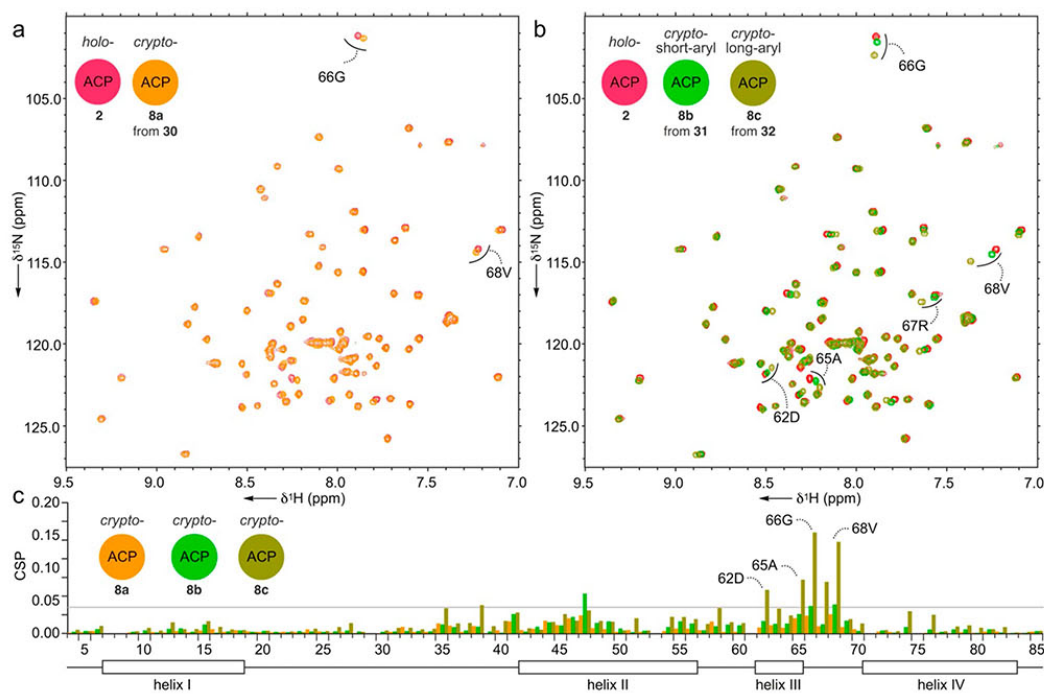 a
holo-
crypto-
ACP
ACP
2
8a
from 30
66G
68V
105.0
110.0
115.0
120.0
125.0
δ15N (ppm)
9.5
9.0
8.5
8.0
7.5
7.0
δ1H (ppm)
b
holo-
crypto-
short-aryl
crypto-
long-aryl
ACP
ACP
ACP
2
8b
from 31
8c
from 32
66G
68V
67R
65A
62D
105.0
110.0
115.0
120.0
125.0
δ15N (ppm)
9.5
9.0
8.5
8.0
7.5
7.0
δ1H (ppm)
c
crypto-
crypto-
crypto-
ACP
ACP
ACP
8a
8b
8c
66G
68V
65A
62D
CSP
0.20
0.15
0.10
0.05
0.00
5 10 15 20 25 30 35 40 45 50 55 60 65 70 75 80 85
helix I
helix II
helix III
helix IV